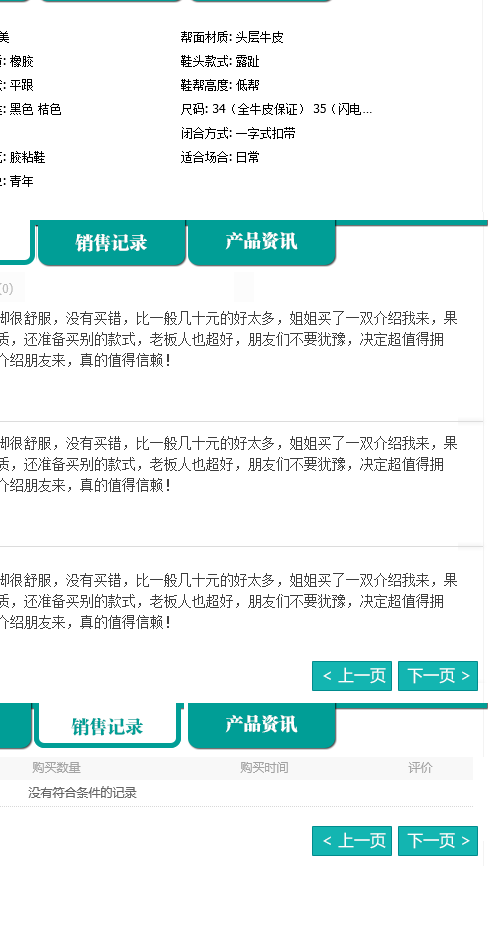 美
帮面材质: 头层牛皮
: 橡胶
鞋头款式: 露趾
: 平跟
鞋帮高度: 低帮
: 黑色 桔色
尺码: 34（全牛皮保证） 35（闪电...
闭合方式: 一字式扣带
: 胶粘鞋
适合场合: 日常
: 青年
销售记录
产品资讯
(0)
脚很舒服，没有买错，比一般几十元的好太多，姐姐买了一双介绍我来，果
质，还准备买别的款式，老板人也超好，朋友们不要犹豫，决定超值得拥
介绍朋友来，真的值得信赖！
脚很舒服，没有买错，比一般几十元的好太多，姐姐买了一双介绍我来，果
质，还准备买别的款式，老板人也超好，朋友们不要犹豫，决定超值得拥
介绍朋友来，真的值得信赖！
脚很舒服，没有买错，比一般几十元的好太多，姐姐买了一双介绍我来，果
质，还准备买别的款式，老板人也超好，朋友们不要犹豫，决定超值得拥
介绍朋友来，真的值得信赖！
< 上一页
下一页 >
销售记录
产品资讯
购买数量
购买时间
评价
没有符合条件的记录
< 上一页
下一页 >